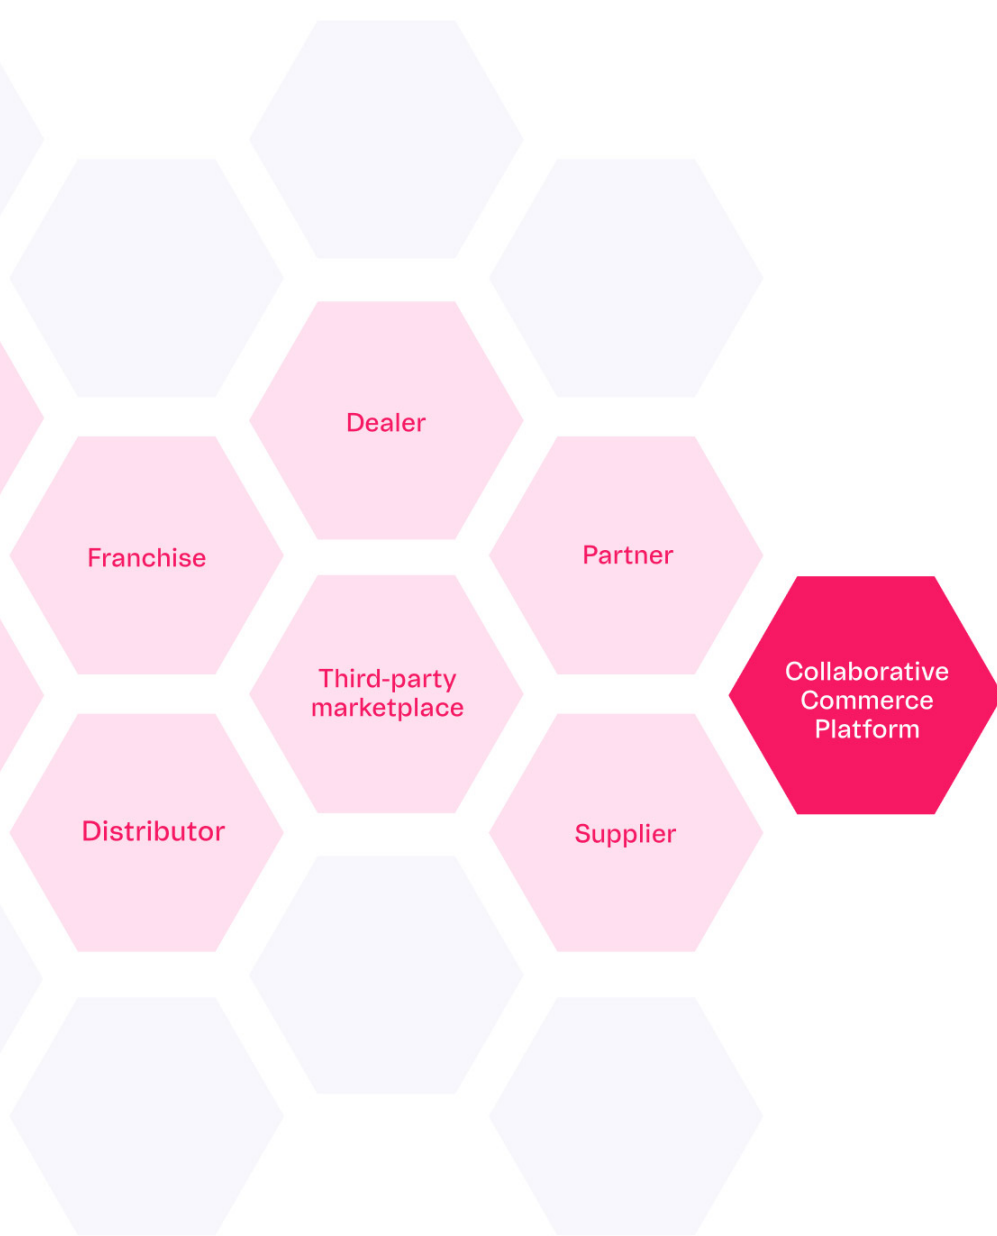 Dealer
Franchise
Partner
Third-party
marketplace
Collaborative
Commerce
Platform
Distributor
Supplier